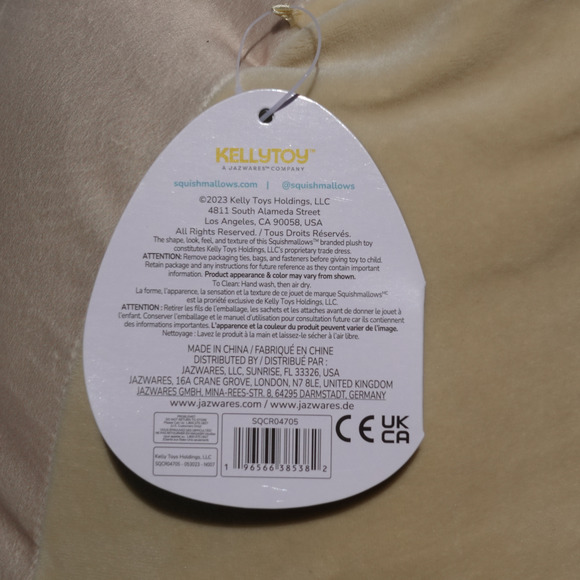 KELLYTOY™
A JAZWARES™ COMPANY
squishmallows.com | @squishmallows
©2023 Kelly Toys Holdings, LLC
4811 South Alameda Street
Los Angeles, CA 90058, USA
All Rights Reserved. / Tous Droits Réservés.
The shape, look, feel, and texture of this Squishmallows™ branded plush toy
constitutes Kelly Toys Holdings, LLC's proprietary trade dress.
ATTENTION: Remove packaging ties, bags, and fasteners before giving toy to child.
Retain package and any instructions for future reference as they contain important
information. Product appearance & color may vary from shown.
To Clean: Hand wash, then air dry.
La forme, l'apparence, la sensation et la texture de ce jouet de marque Squishmallowsᴹᶜ
est la propriété exclusive de Kelly Toys Holdings, LLC.
ATTENTION : Retirer les fils de l'emballage, les sachets et les attaches avant de donner le jouet à
l'enfant. Conserver l'emballage et le manuel d'utilisation pour consultation future car ils contiennent
des informations importantes. L'apparence et la couleur du produit peuvent varier de l'image.
Nettoyage : Lavez le produit à la main et laissez-le sécher à l'air libre.
MADE IN CHINA / FABRIQUÉ EN CHINE
DISTRIBUTED BY / DISTRIBUÉ PAR :
JAZWARES, LLC, SUNRISE, FL 33326, USA
JAZWARES, 16A CRANE GROVE, LONDON, N7 8LE, UNITED KINGDOM
JAZWARES GMBH, MINA-REES-STR. 8, 64295 DARMSTADT, GERMANY
www.jazwares.com / www.jazwares.de
SQCR04705
1 96566 38538 2
CE UK
CA
Kelly Toy Holdings, LLC